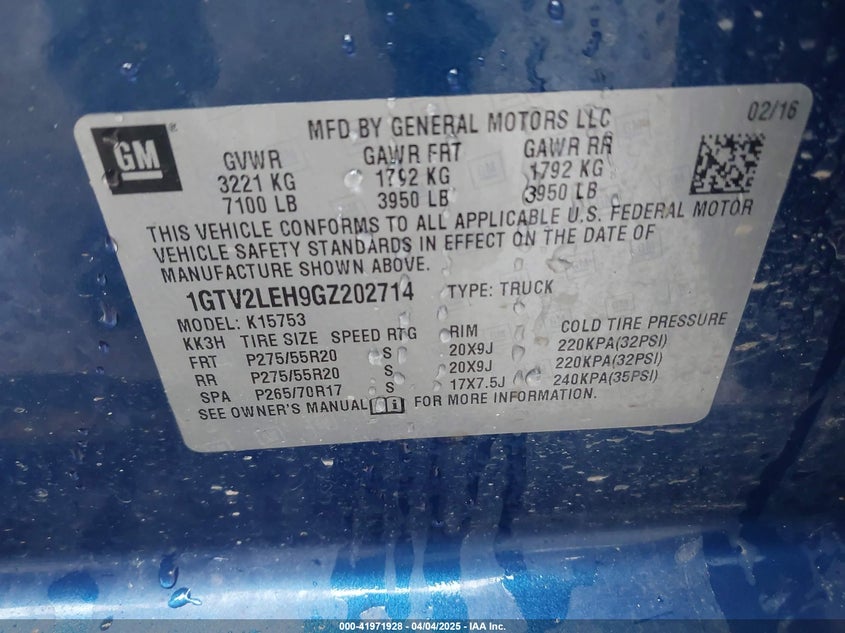 GM ®
MFD BY GENERAL MOTORS LLC
02/16
GVWR GAWR FRT GAWR RR
3221 KG 1792 KG 1792 KG
7100 LB 3950 LB 3950 LB
THIS VEHICLE CONFORMS TO ALL APPLICABLE U.S. FEDERAL MOTOR
VEHICLE SAFETY STANDARDS IN EFFECT ON THE DATE OF
MANUFACTURE SHOWN ABOVE.
1GTV2LEH9GZ202714 TYPE: TRUCK
MODEL: K15753
KK3H TIRE SIZE SPEED RTG RIM COLD TIRE PRESSURE
FRT P275/55R20 S 20X9J 220KPA(32PSI)
RR P275/55R20 S 20X9J 220KPA(32PSI)
SPA P265/70R17 S 17X7.5J 240KPA(35PSI)
SEE OWNER'S MANUAL i FOR MORE INFORMATION.
000-41971928 - 04/04/2025 - IAA Inc.